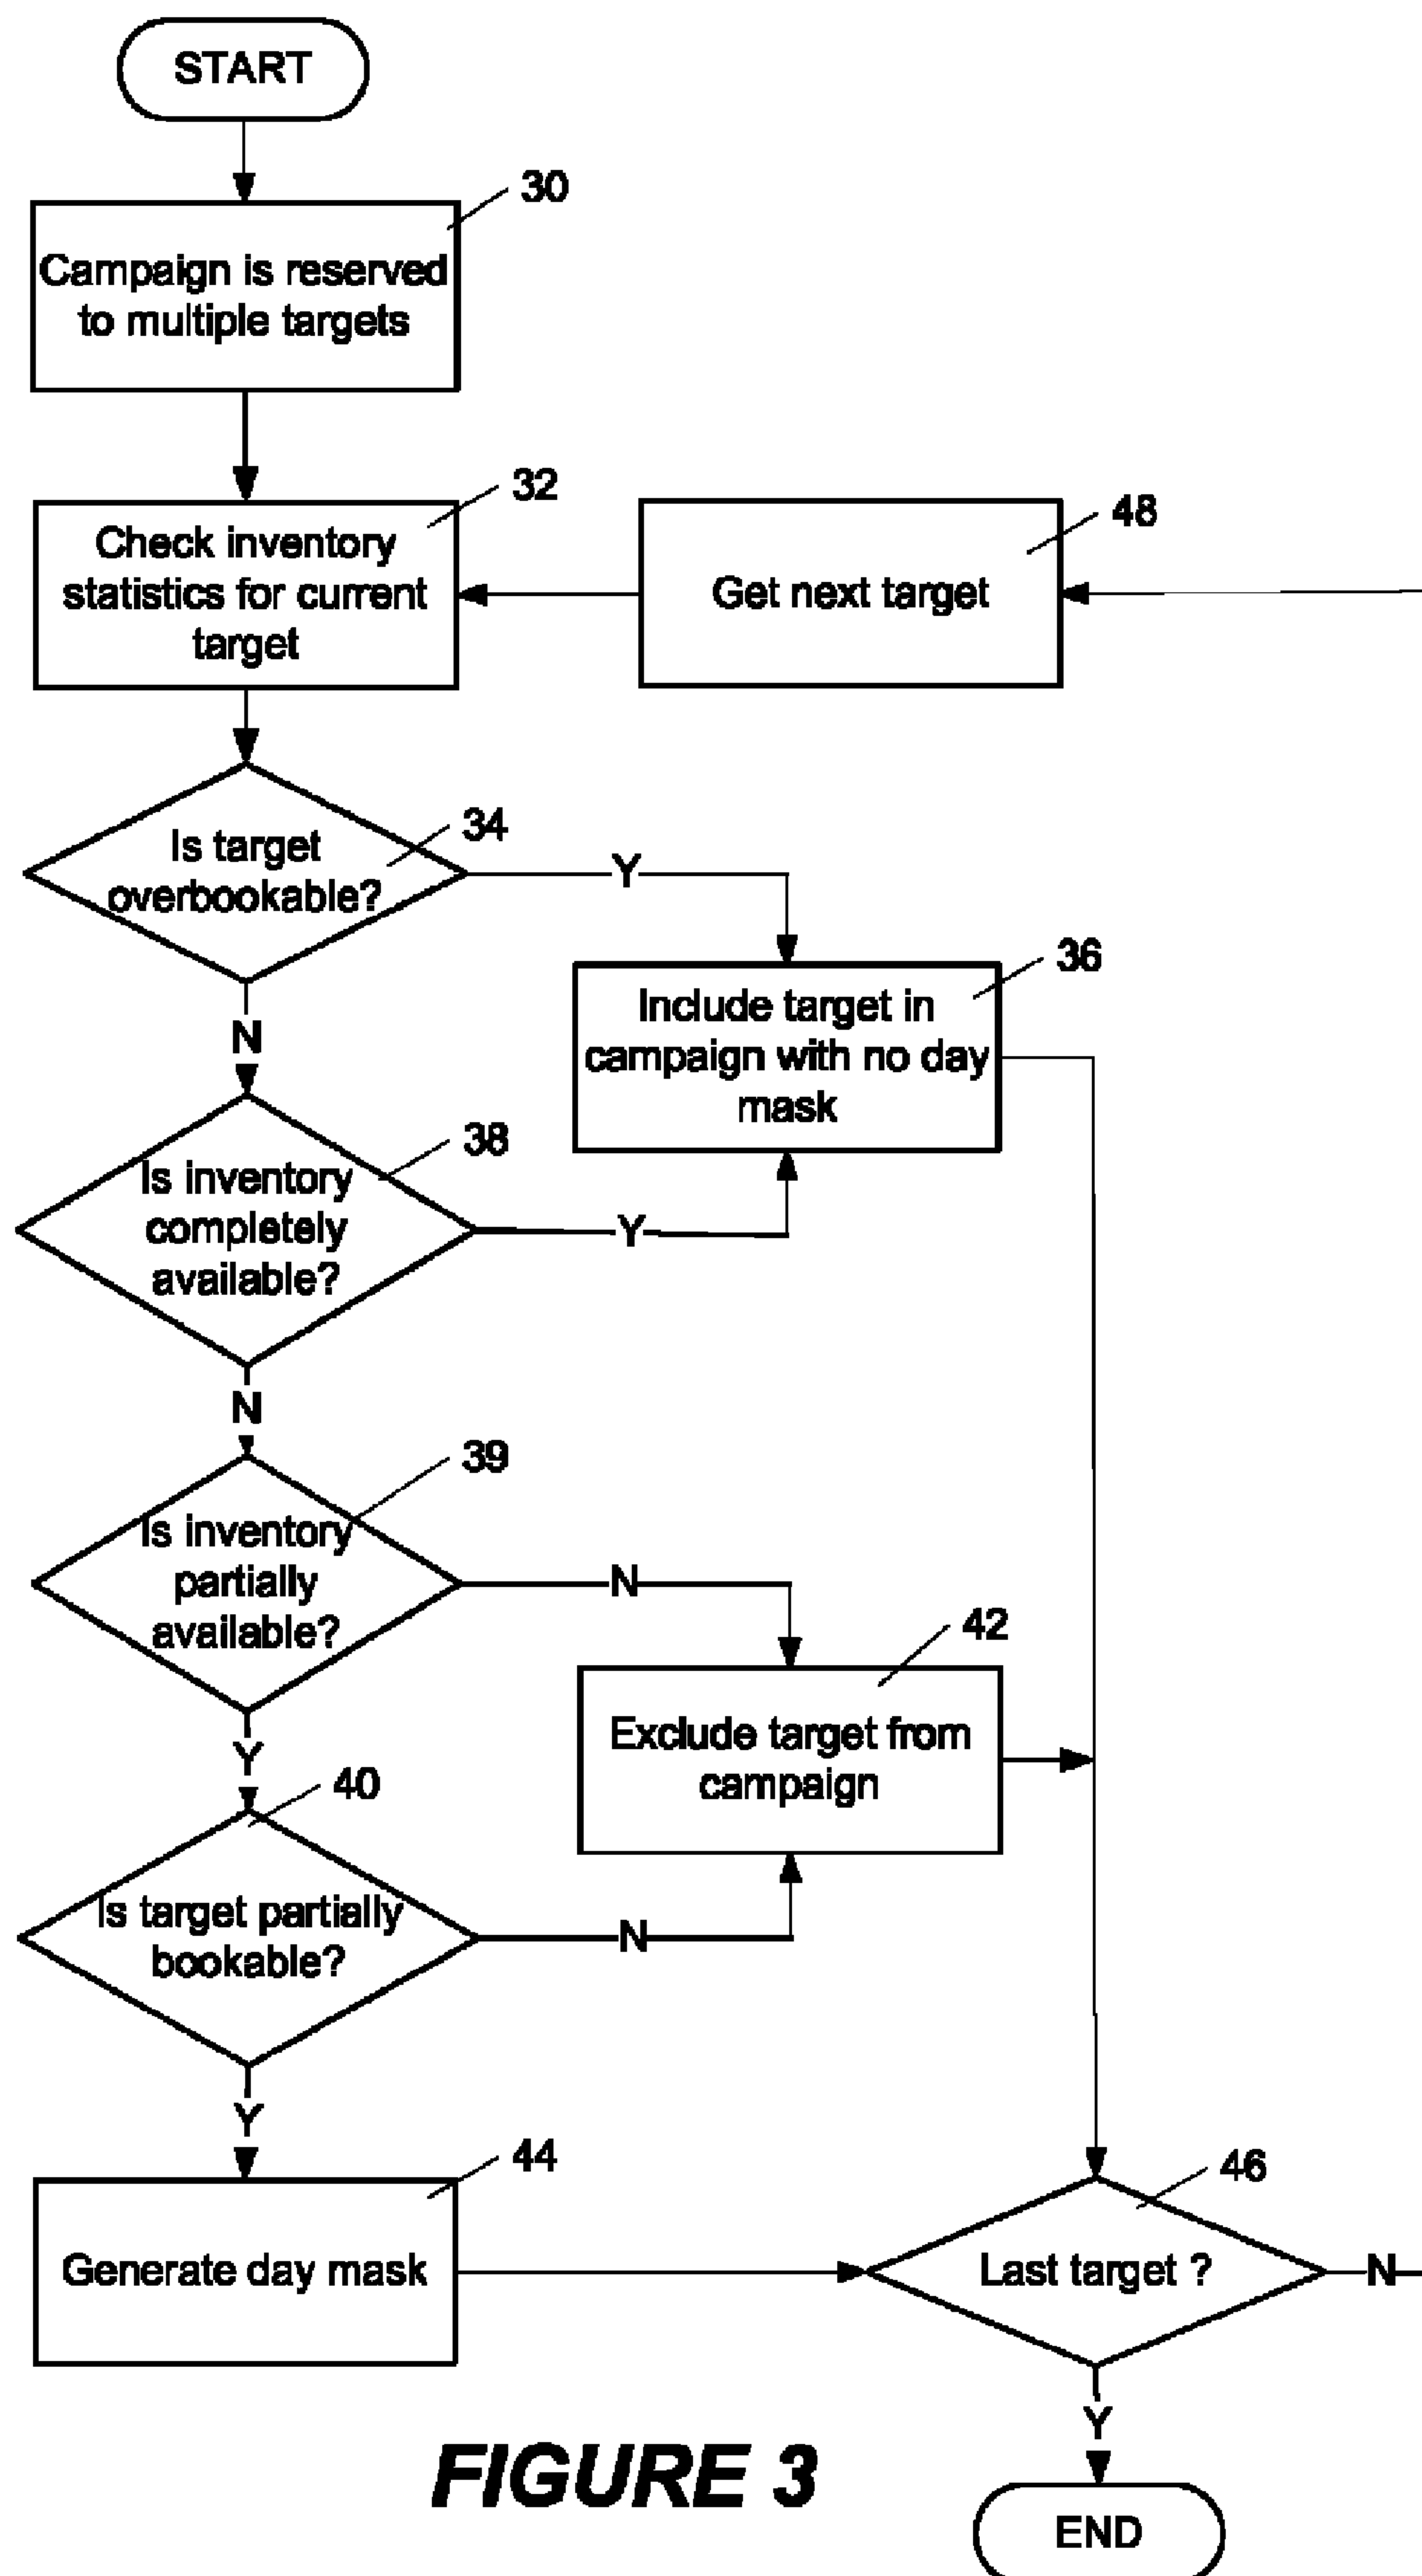 START
30
Campaign is reserved
to multiple targets
32
Check inventory
statistics for current
target
48
Get next target
34
Is target
overbookable?
Y
N
36
Include target in
campaign with no day
mask
38
Is inventory
completely
available?
Y
N
39
Is inventory
partially
available?
N
Y
42
Exclude target from
campaign
40
Is target partially
bookable?
N
Y
44
Generate day mask
46
Last target ?
N
Y
FIGURE 3
END